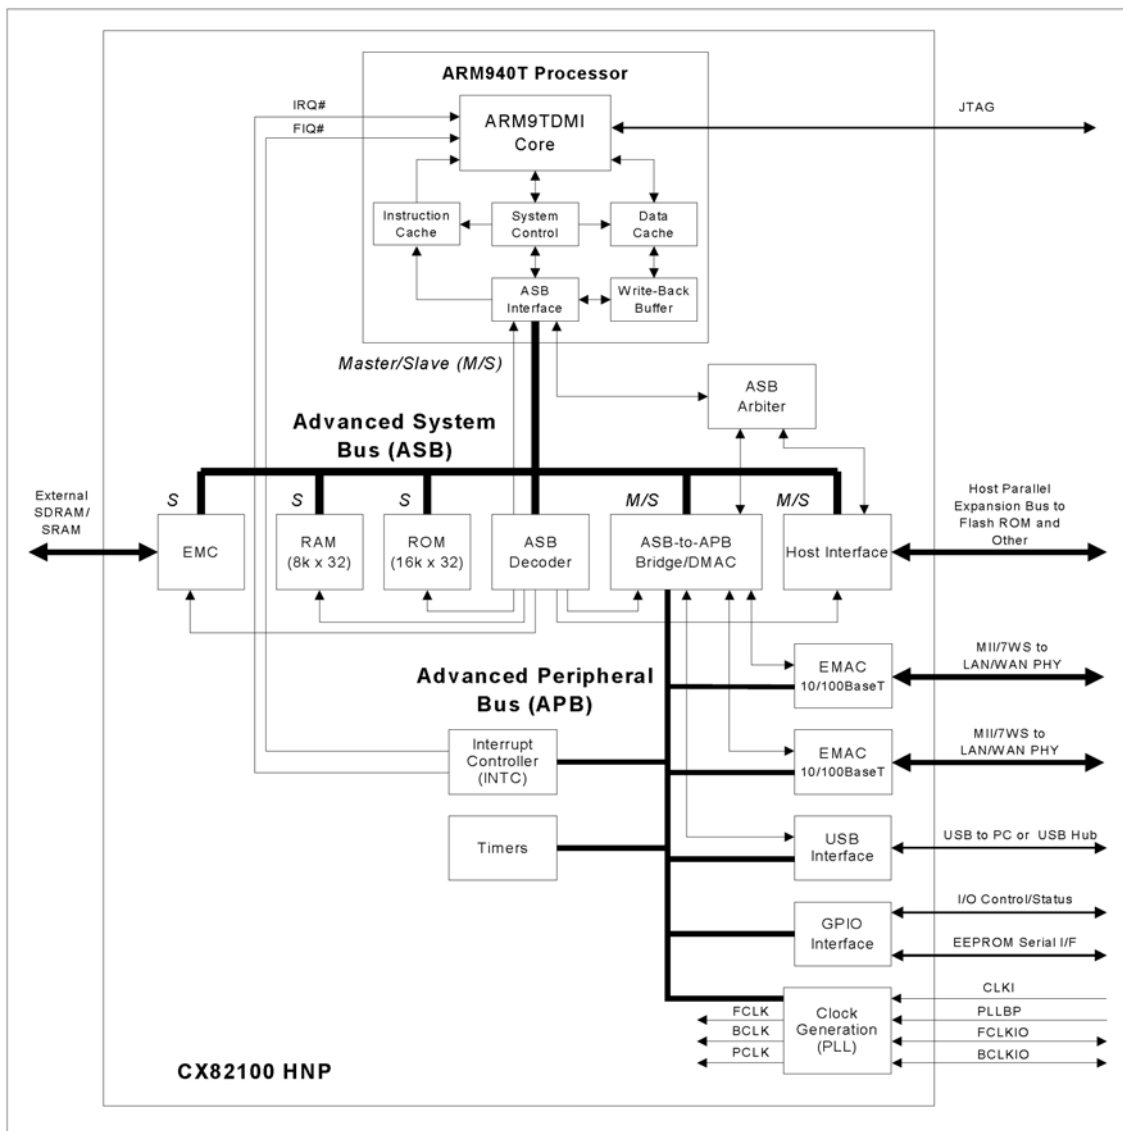 ARM940T Processor
IRQ#
FIQ#
ARM9TDMI
Core
JTAG
Instruction
Cache
System
Control
Data
Cache
ASB
Interface
Write-Back
Buffer
Master/Slave (M/S)
ASB
Arbiter
Advanced System
Bus (ASB)
External
SDRAM/
SRAM
S
S
S
M/S
M/S
Host Parallel
Expansion Bus to
Flash ROM and
Other
EMC
RAM
(8k x 32)
ROM
(16k x 32)
ASB
Decoder
ASB-to-APB
Bridge/DMAC
Host Interface
Advanced Peripheral
Bus (APB)
EMAC
10/100BaseT
MII/7WS to
LAN/WAN PHY
Interrupt
Controller
(INTC)
EMAC
10/100BaseT
MII/7WS to
LAN/WAN PHY
Timers
USB
Interface
USB to PC or USB Hub
GPIO
Interface
I/O Control/Status
EEPROM Serial I/F
FCLK
BCLK
PCLK
Clock
Generation
(PLL)
CLKI
PLLBP
FCLKIO
BCLKIO
CX82100 HNP